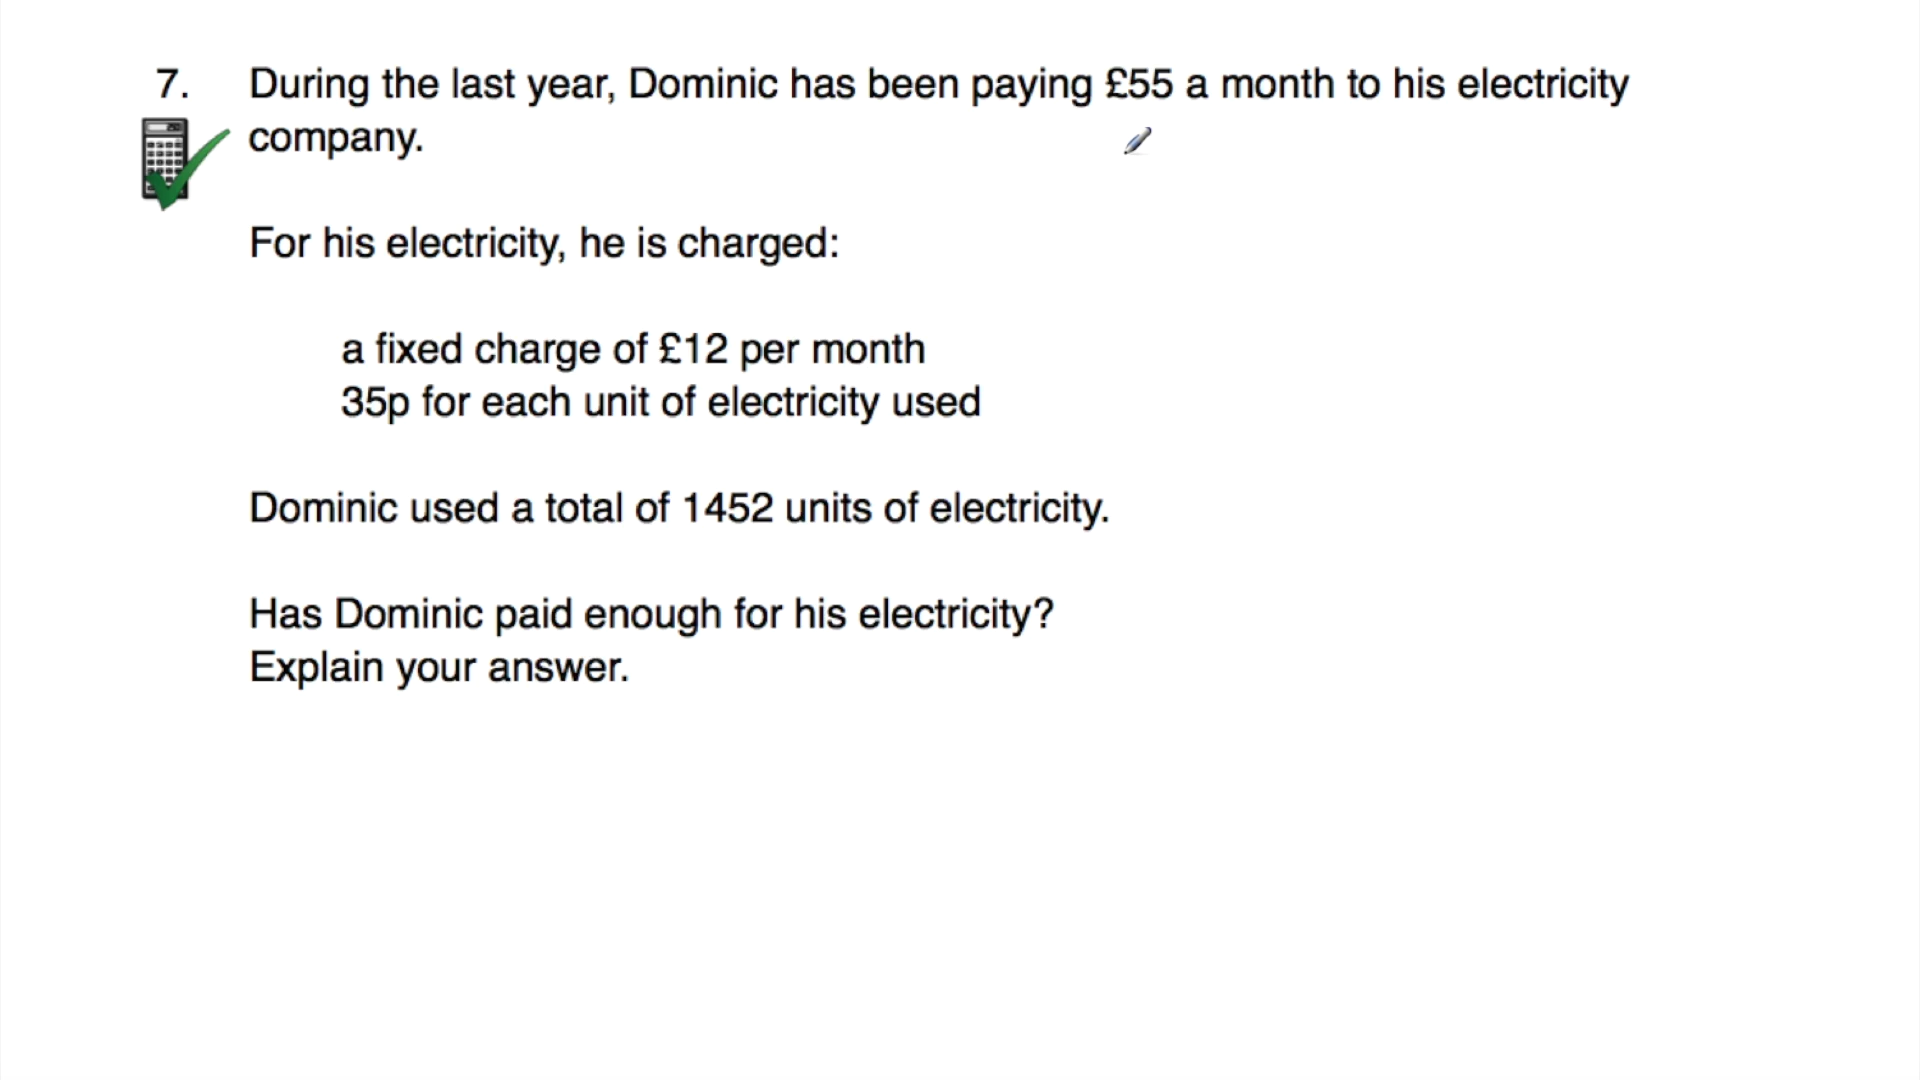 7. During the last year, Dominic has been paying £55 a month to his electricity
company.
For his electricity, he is charged:
a fixed charge of £12 per month
35p for each unit of electricity used
Dominic used a total of 1452 units of electricity.
Has Dominic paid enough for his electricity?
Explain your answer.